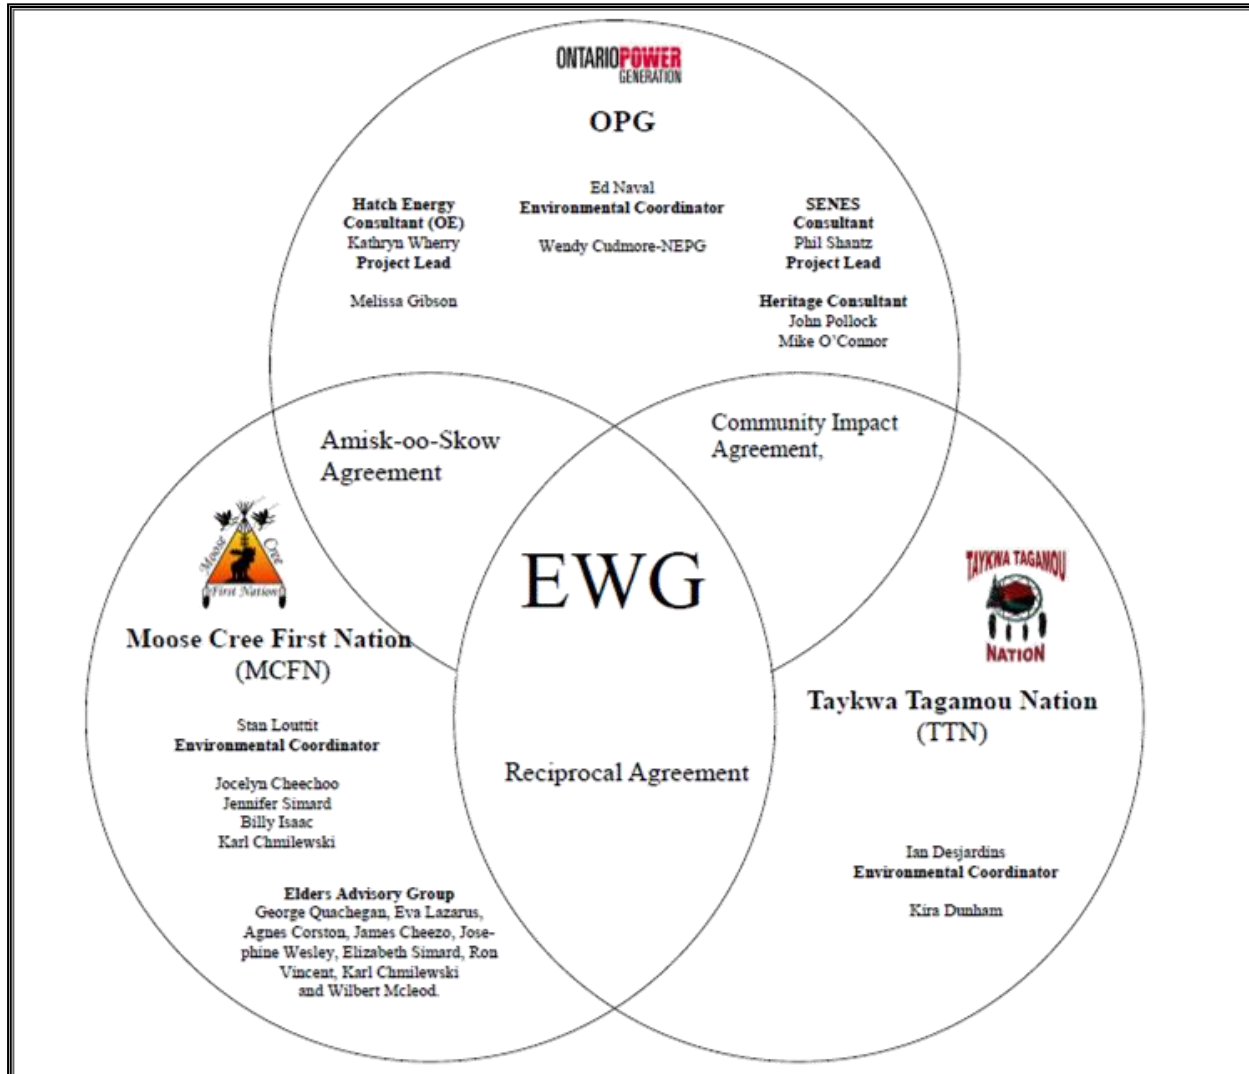 ONTARIOPOWER
GENERATION
OPG
Ed Naval
Environmental Coordinator
Wendy Cudmore-NEPG
Hatch Energy
Consultant (OE)
Kathryn Wherry
Project Lead
Melissa Gibson
SENES
Consultant
Phil Shantz
Project Lead
Heritage Consultant
John Pollock
Mike O’Connor
Amisk-oo-Skow
Agreement
Community Impact
Agreement,
EWG
Reciprocal Agreement
Moose Cree
First Nation
Moose Cree First Nation
(MCFN)
Stan Louttit
Environmental Coordinator
Jocelyn Cheechoo
Jennifer Simard
Billy Isaac
Karl Chmilewski
Elders Advisory Group
George Quachegan, Eva Lazarus,
Agnes Corston, James Cheezo, Jose-
phine Wesley, Elizabeth Simard, Ron
Vincent, Karl Chmilewski
and Wilbert Mcleod.
TAYKWA TAGAMOU
NATION
Taykwa Tagamou Nation
(TTN)
Ian Desjardins
Environmental Coordinator
Kira Dunham